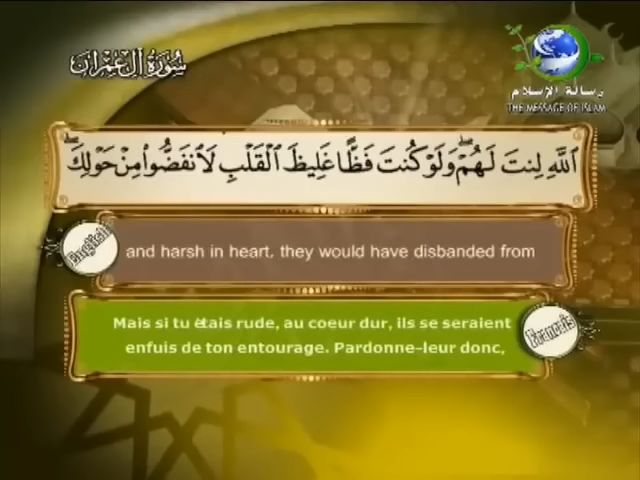 سورة آل عمران
رسالة الإسلام
THE MESSAGE OF ISLAM
ٱللَّهِ لِنتَ لَهُمْ ۖ وَلَوْ كُنتَ فَظًّا غَلِيظَ ٱلْقَلْبِ لَٱنفَضُّوا۟ مِنْ حَوْلِكَ ۖ
English
and harsh in heart, they would have disbanded from
Mais si tu étais rude, au coeur dur, ils se seraient
enfuis de ton entourage. Pardonne-leur donc,
Francais